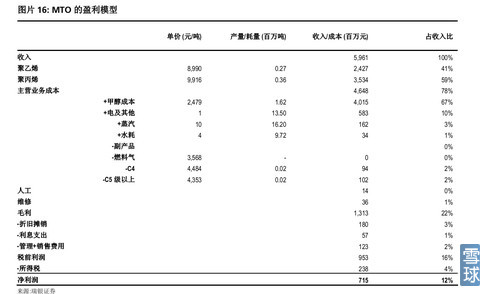 图片 16: MTO 的盈利模型
单价 (元/吨) 产量/耗量 (百万吨) 收入/成本 (百万元) 占收入比
收入 5,961 100%
聚乙烯 8,990 0.27 2,427 41%
聚丙烯 9,916 0.36 3,534 59%
主营业务成本 4,648 78%
+甲醇成本 2,479 1.62 4,015 67%
+电及其他 1 13.50 583 10%
+蒸汽 10 16.20 162 3%
+水耗 4 9.72 34 1%
-副产品 0%
-燃料气 3,568 - 0 0%
-C4 4,484 0.02 94 2%
-C5 级以上 4,353 0.02 102 2%
人工 14 0%
维修 36 1%
毛利 1,313 22%
-折旧摊销 180 3%
-利息支出 57 1%
-管理+销售费用 123 2%
税前利润 953 16%
-所得税 238 4%
净利润 715 12%
来源:瑞银证券
雪球